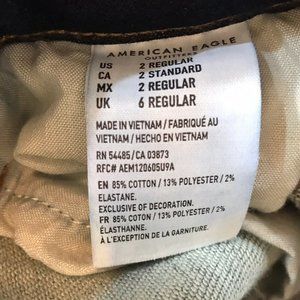 AMERICAN EAGLE
OUTFITTERS
US 2 REGULAR
CA 2 STANDARD
MX 2 REGULAR
UK 6 REGULAR
MADE IN VIETNAM / FABRIQUÉ AU
VIETNAM / HECHO EN VIETNAM
RN 54485/CA 03873
RFC# AEM120605U9A
EN 85% COTTON / 13% POLYESTER / 2%
ELASTANE.
EXCLUSIVE OF DECORATION.
FR 85% COTON / 13% POLYESTER / 2%
ÉLASTHANNE.
À L'EXCEPTION DE LA GARNITURE.